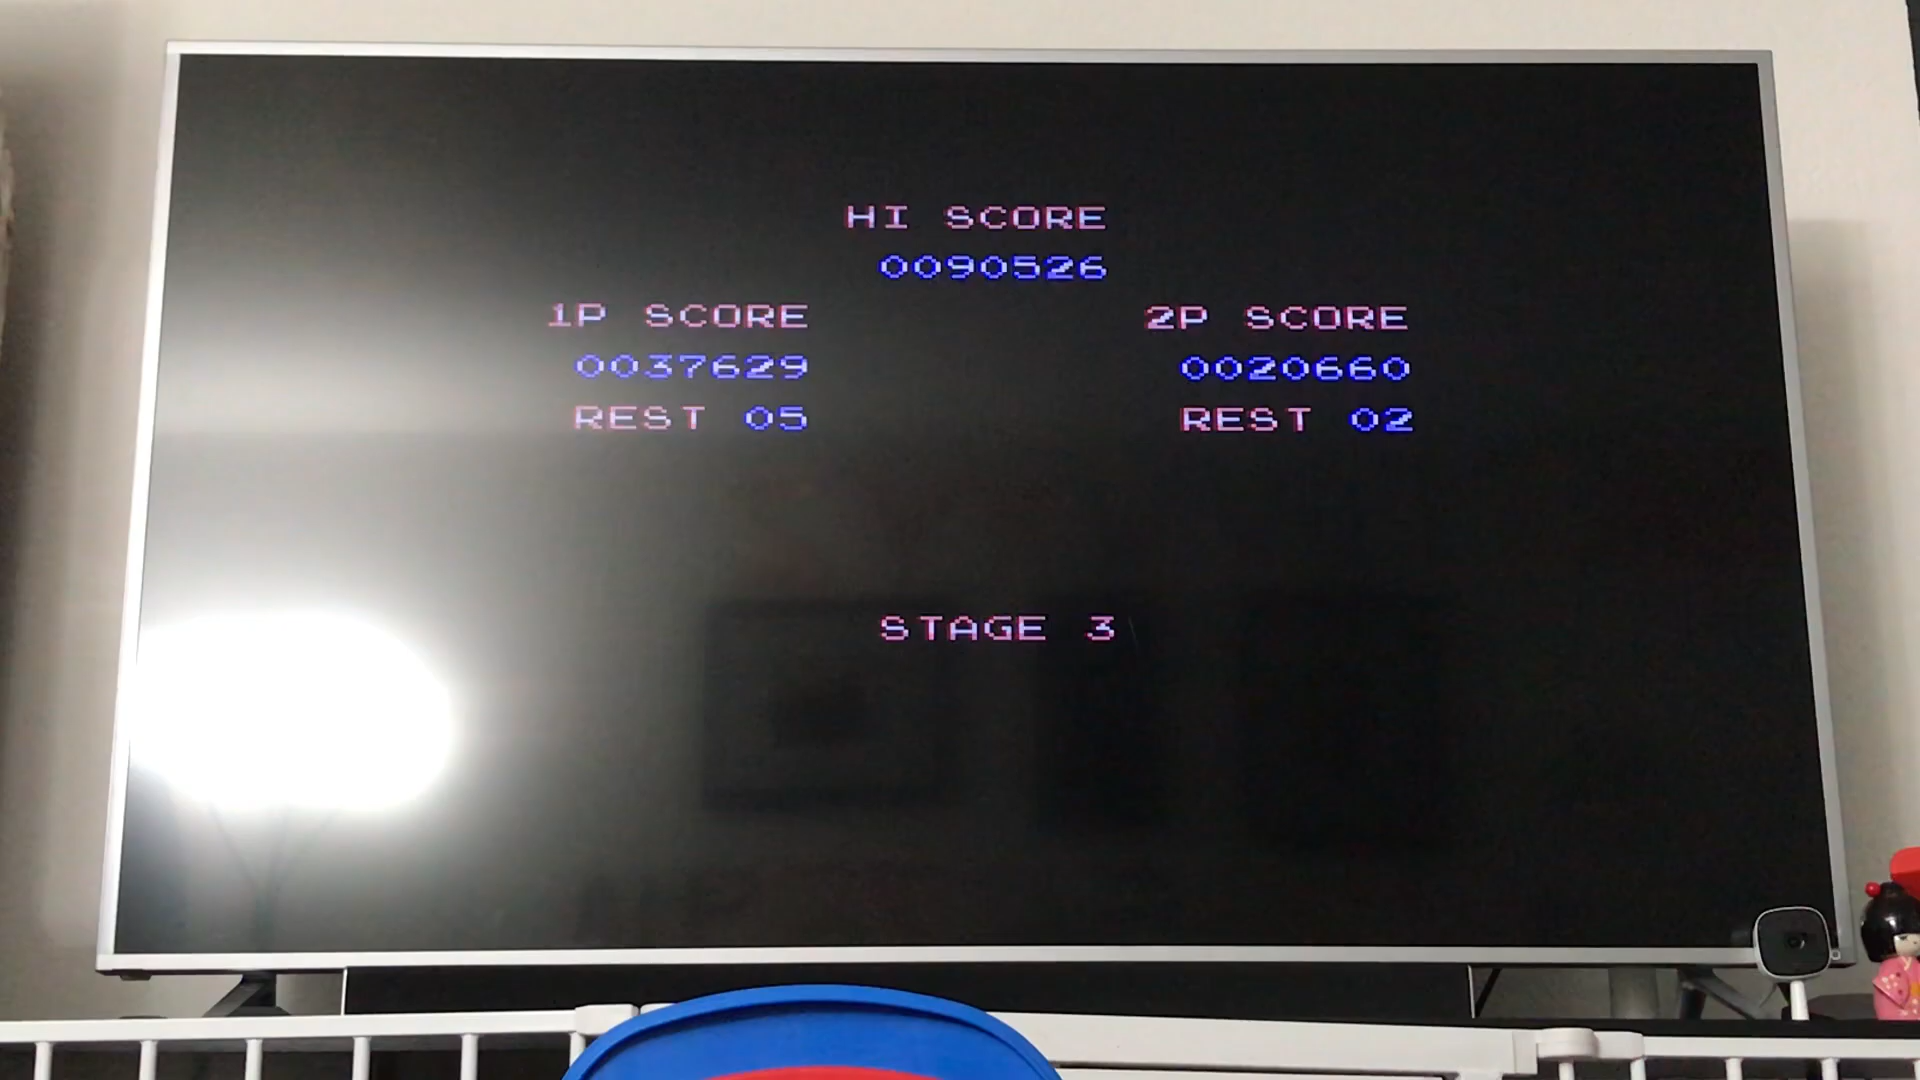 HI SCORE
0090526
1P SCORE 2P SCORE
0037629 0020660
REST 05 REST 02
STAGE 3